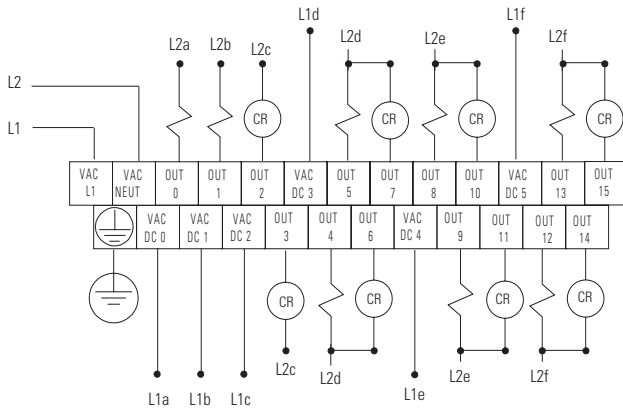 L1d
L1f
L2a
L2b
L2c
L2d
L2e
L2f
L2
L1
CR
CR
CR
CR
VAC L1
VAC NEUT
OUT 0
OUT 1
OUT 2
VAC DC 3
OUT 5
OUT 7
OUT 8
OUT 10
VAC DC 5
OUT 13
OUT 15
VAC DC 0
VAC DC 1
VAC DC 2
OUT 3
OUT 4
OUT 6
VAC DC 4
OUT 9
OUT 11
OUT 12
OUT 14
CR
CR
CR
CR
L2c
L2d
L2e
L2f
L1a
L1b
L1c
L1e